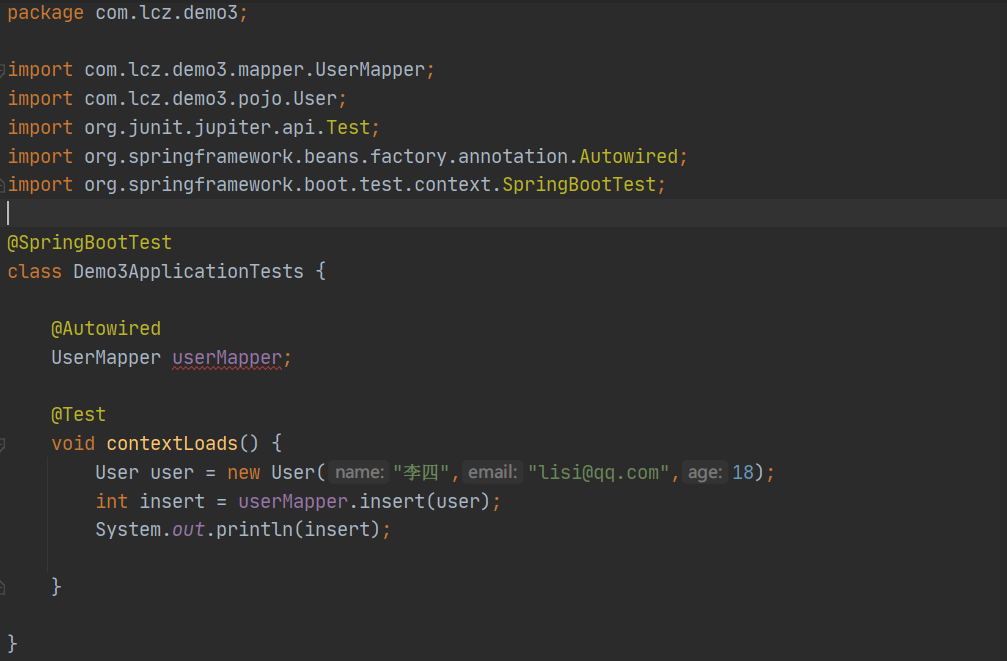 package com.lcz.demo3;
import com.lcz.demo3.mapper.UserMapper;
import com.lcz.demo3.pojo.User;
import org.junit.jupiter.api.Test;
import org.springframework.beans.factory.annotation.Autowired;
import org.springframework.boot.test.context.SpringBootTest;
@SpringBootTest
class Demo3ApplicationTests {
@Autowired
UserMapper userMapper;
@Test
void contextLoads() {
User user = new User( name: "李四", email: "lisi@qq.com", age: 18);
int insert = userMapper.insert(user);
System.out.println(insert);
}
}